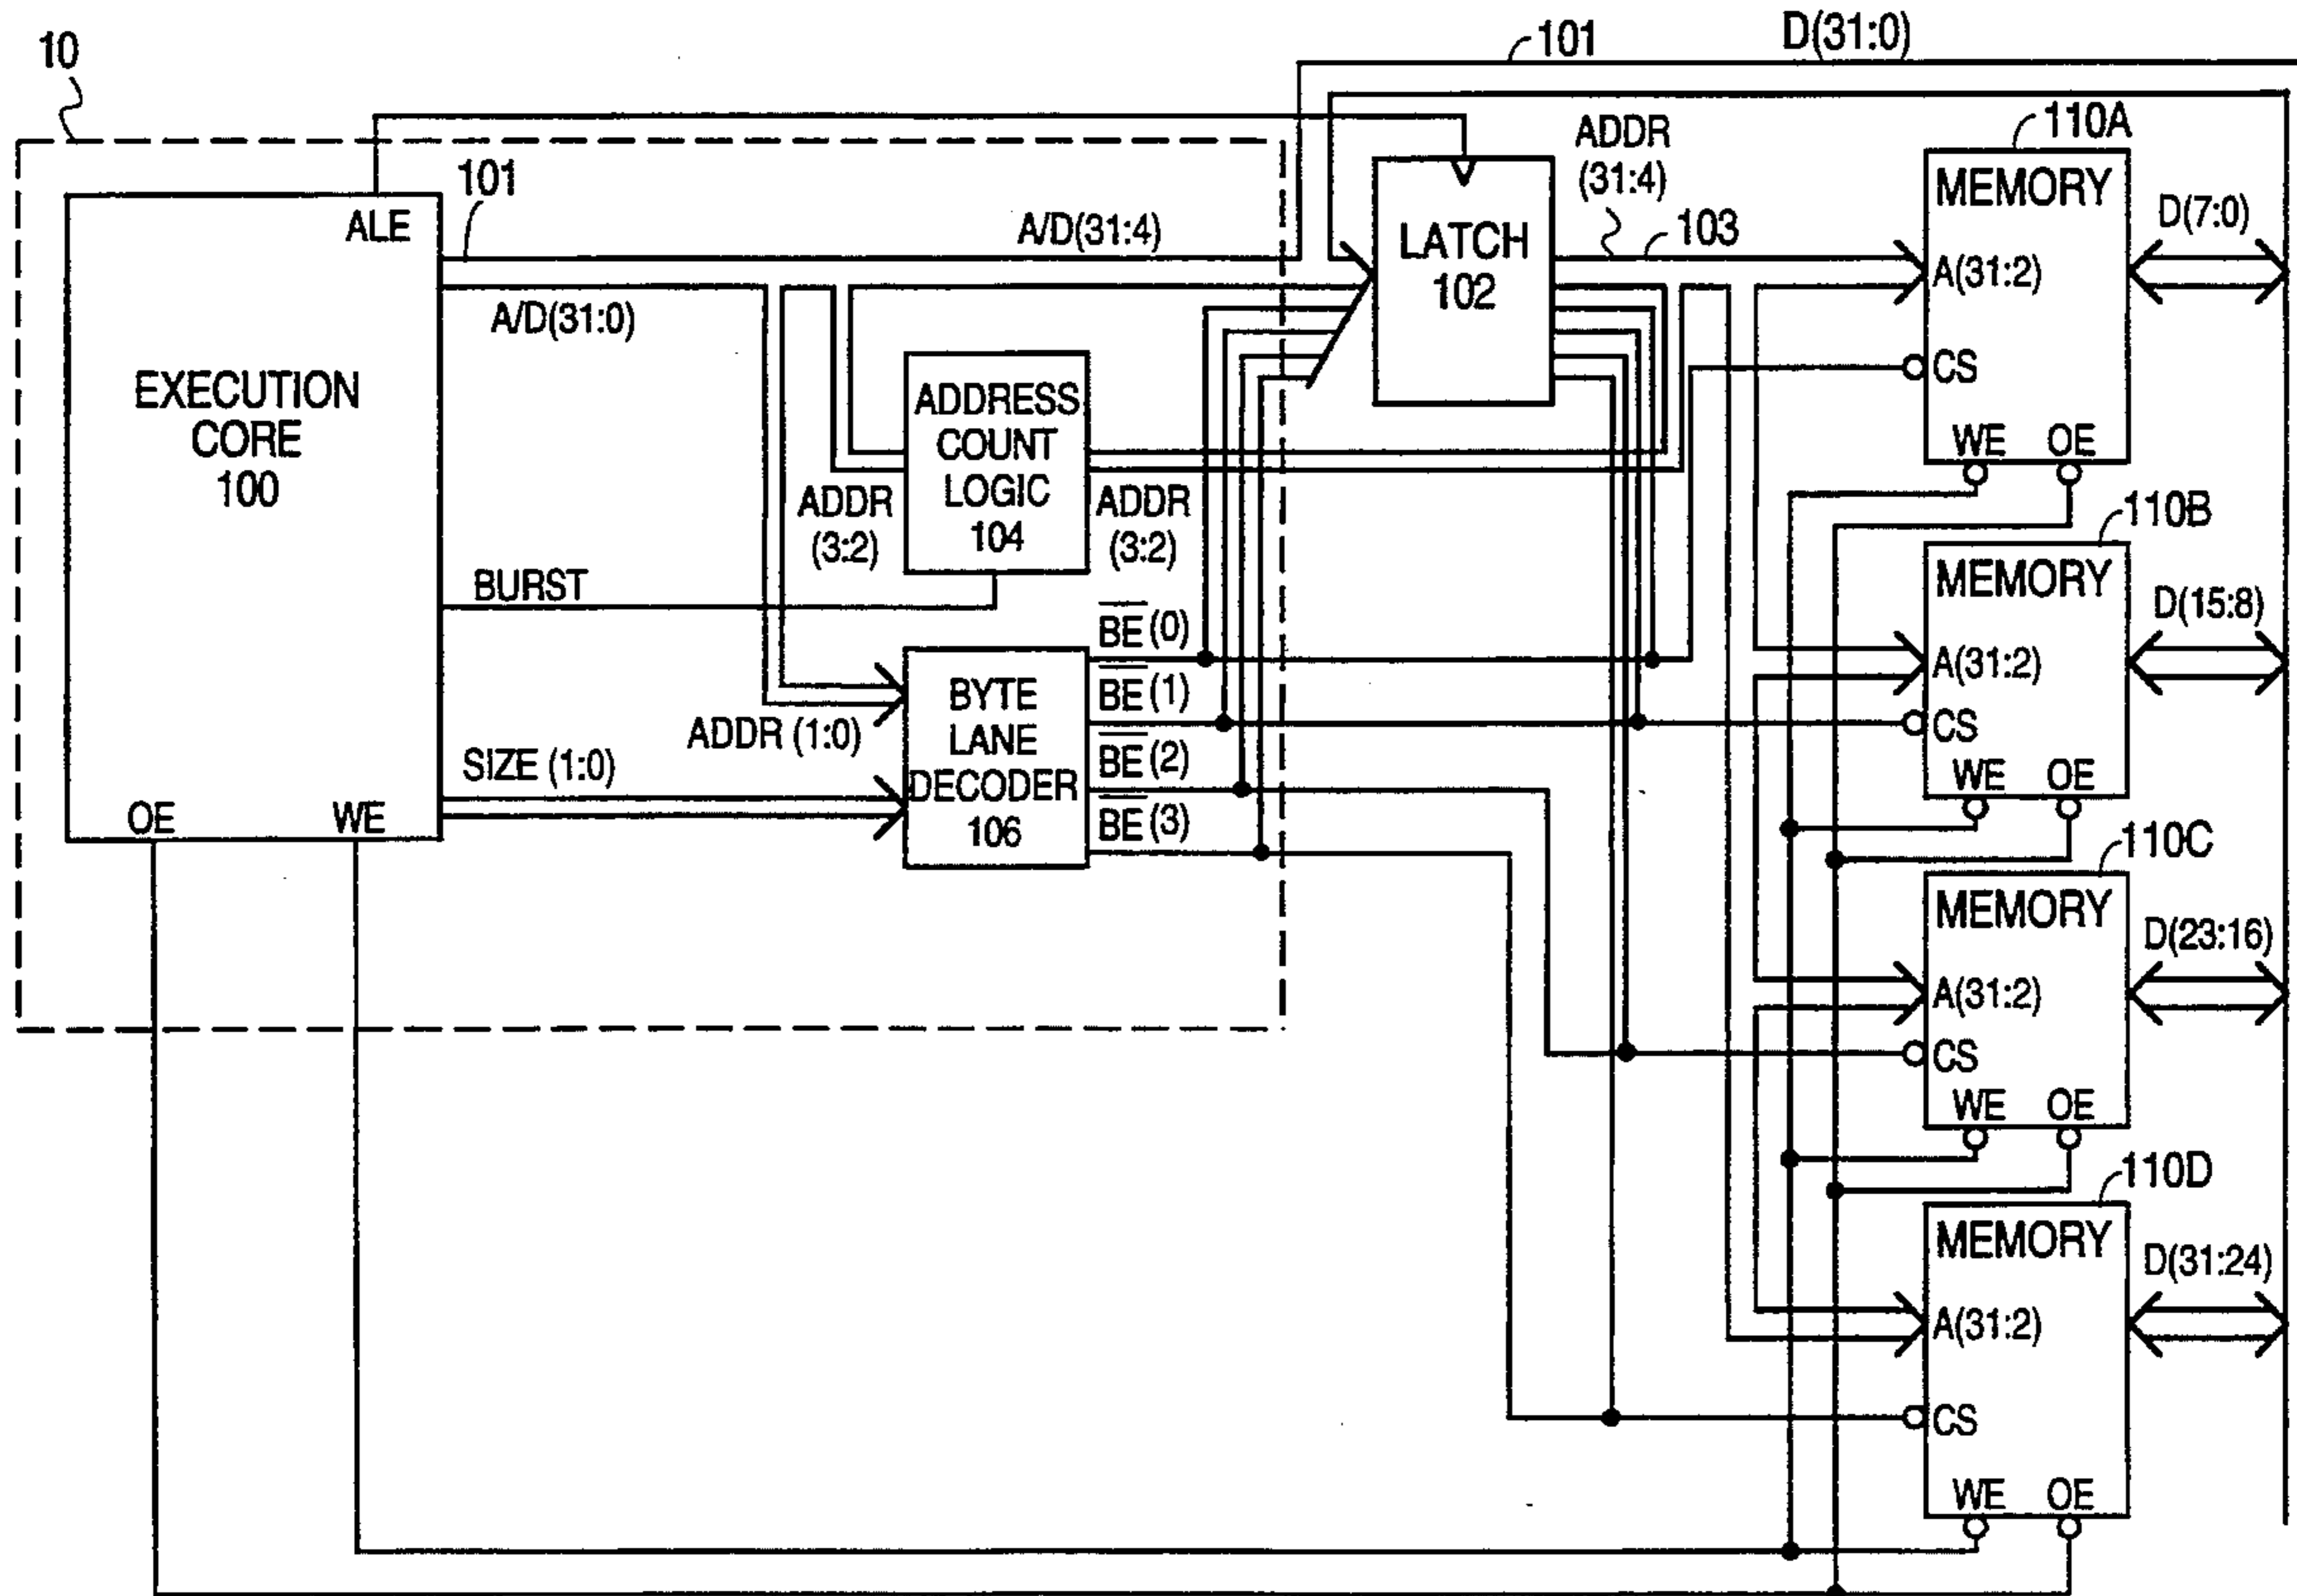 10
101
D(31:0)
ALE
101
A/D(31:4)
A/D(31:0)
EXECUTION
CORE
100
BURST
SIZE (1:0)
OE
WE
ADDRESS
COUNT
LOGIC
104
ADDR
(3:2)
ADDR
(3:2)
BYTE
LANE
DECODER
106
ADDR (1:0)
BE (0)
BE (1)
BE (2)
BE (3)
LATCH
102
ADDR
(31:4)
103
110A
MEMORY
A(31:2)
CS
WE OE
D(7:0)
110B
MEMORY
A(31:2)
CS
WE OE
D(15:8)
110C
MEMORY
A(31:2)
CS
WE OE
D(23:16)
110D
MEMORY
A(31:2)
CS
WE OE
D(31:24)